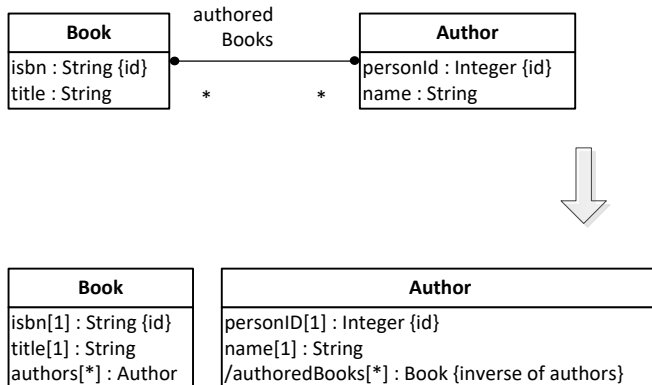 authored
Books
Book
isbn : String {id}
title : String
*
*
Author
personId : Integer {id}
name : String
Book
isbn[1] : String {id}
title[1] : String
authors[*] : Author
Author
personID[1] : Integer {id}
name[1] : String
/authoredBooks[*] : Book {inverse of authors}